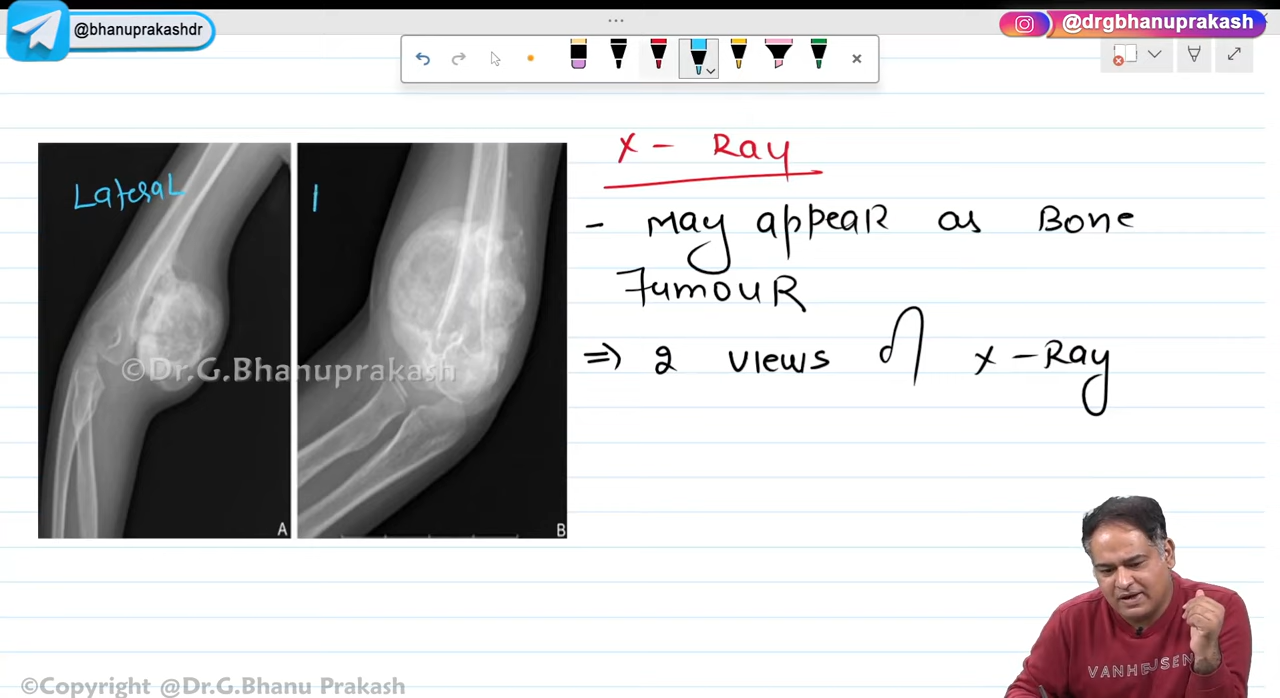 @bhanuprakashdr
@drgbhanuprakash
X - Ray
Lateral
- may appear as Bone
Tumour
⇒ 2 views of X - Ray
©Dr.G.Bhanuprakash
A
B
VANHEUSEN
©Copyright @Dr.G.Bhanu Prakash